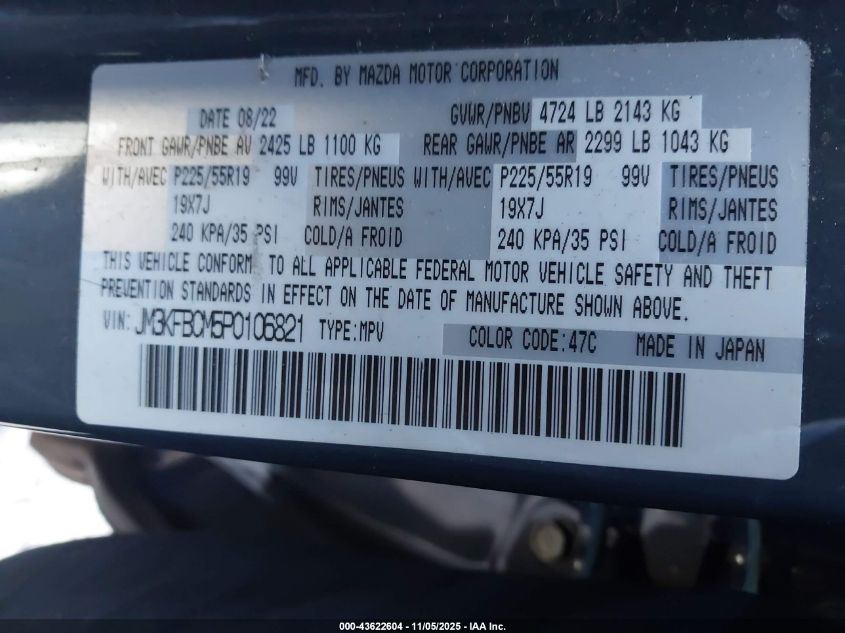 MFD. BY MAZDA MOTOR CORPORATION
DATE 08/22 GVWR/PNBV 4724 LB 2143 KG
FRONT GAWR/PNBE AV 2425 LB 1100 KG REAR GAWR/PNBE AR 2299 LB 1043 KG
WITH/AVEC P225/55R19 99V TIRES/PNEUS WITH/AVEC P225/55R19 99V TIRES/PNEUS
19X7J RIMS/JANTES 19X7J RIMS/JANTES
240 KPA/35 PSI COLD/A FROID 240 KPA/35 PSI COLD/A FROID
THIS VEHICLE CONFORM TO ALL APPLICABLE FEDERAL MOTOR VEHICLE SAFETY AND THEFT
PREVENTION STANDARDS IN EFFECT ON THE DATE OF MANUFACTURE SHOWN ABOVE.
VIN: JM3KFBCM5P0106821 TYPE:MPV COLOR CODE:47C MADE IN JAPAN
000-43622604 - 11/05/2025 - IAA Inc.